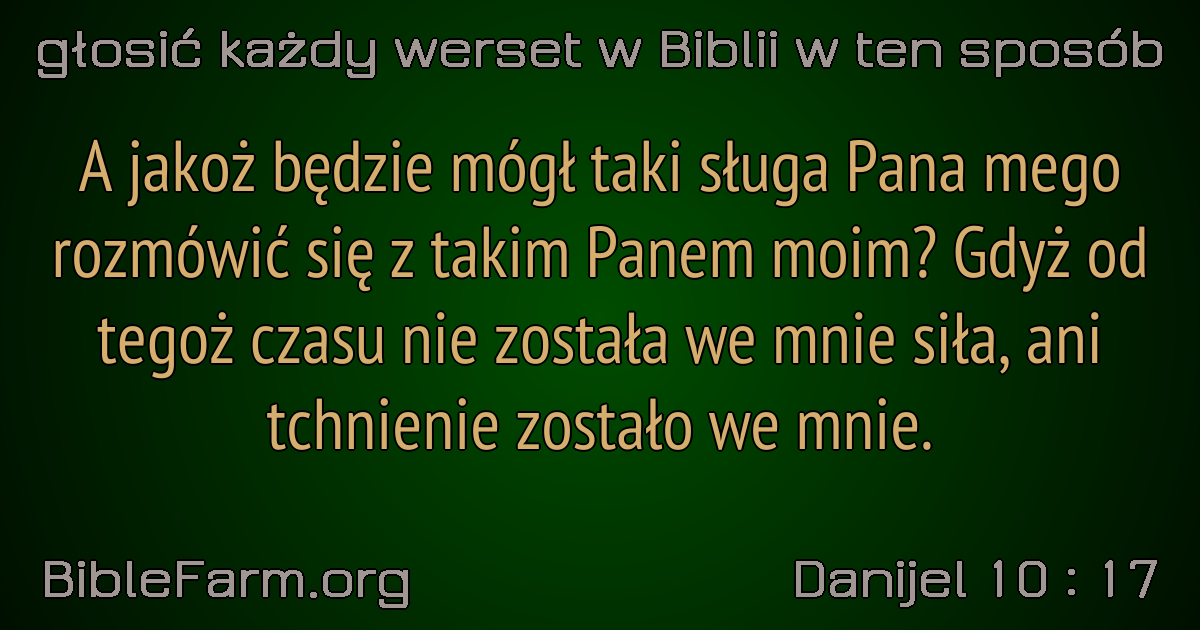 głosić każdy werset w Biblii w ten sposób
A jakoż będzie mógł taki sługa Pana mego
rozmówić się z takim Panem moim? Gdyż od
tegoż czasu nie została we mnie siła, ani
tchnienie zostało we mnie.
BibleFarm.org
Danijel 10 : 17